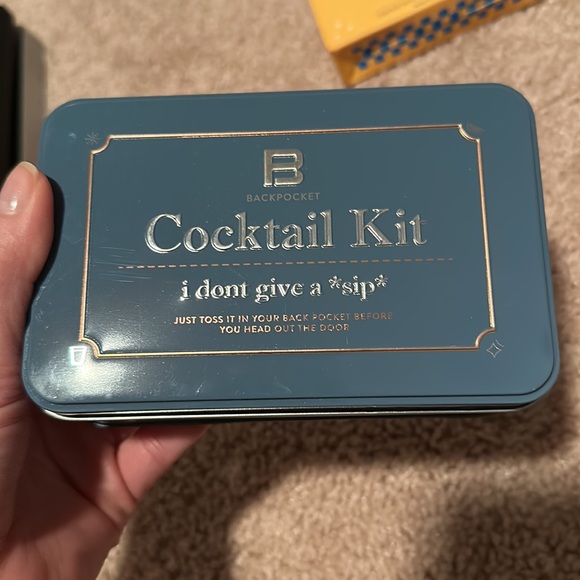 B
BACKPOCKET
Cocktail Kit
i dont give a *sip*
JUST TOSS IT IN YOUR BACK POCKET BEFORE
YOU HEAD OUT THE DOOR